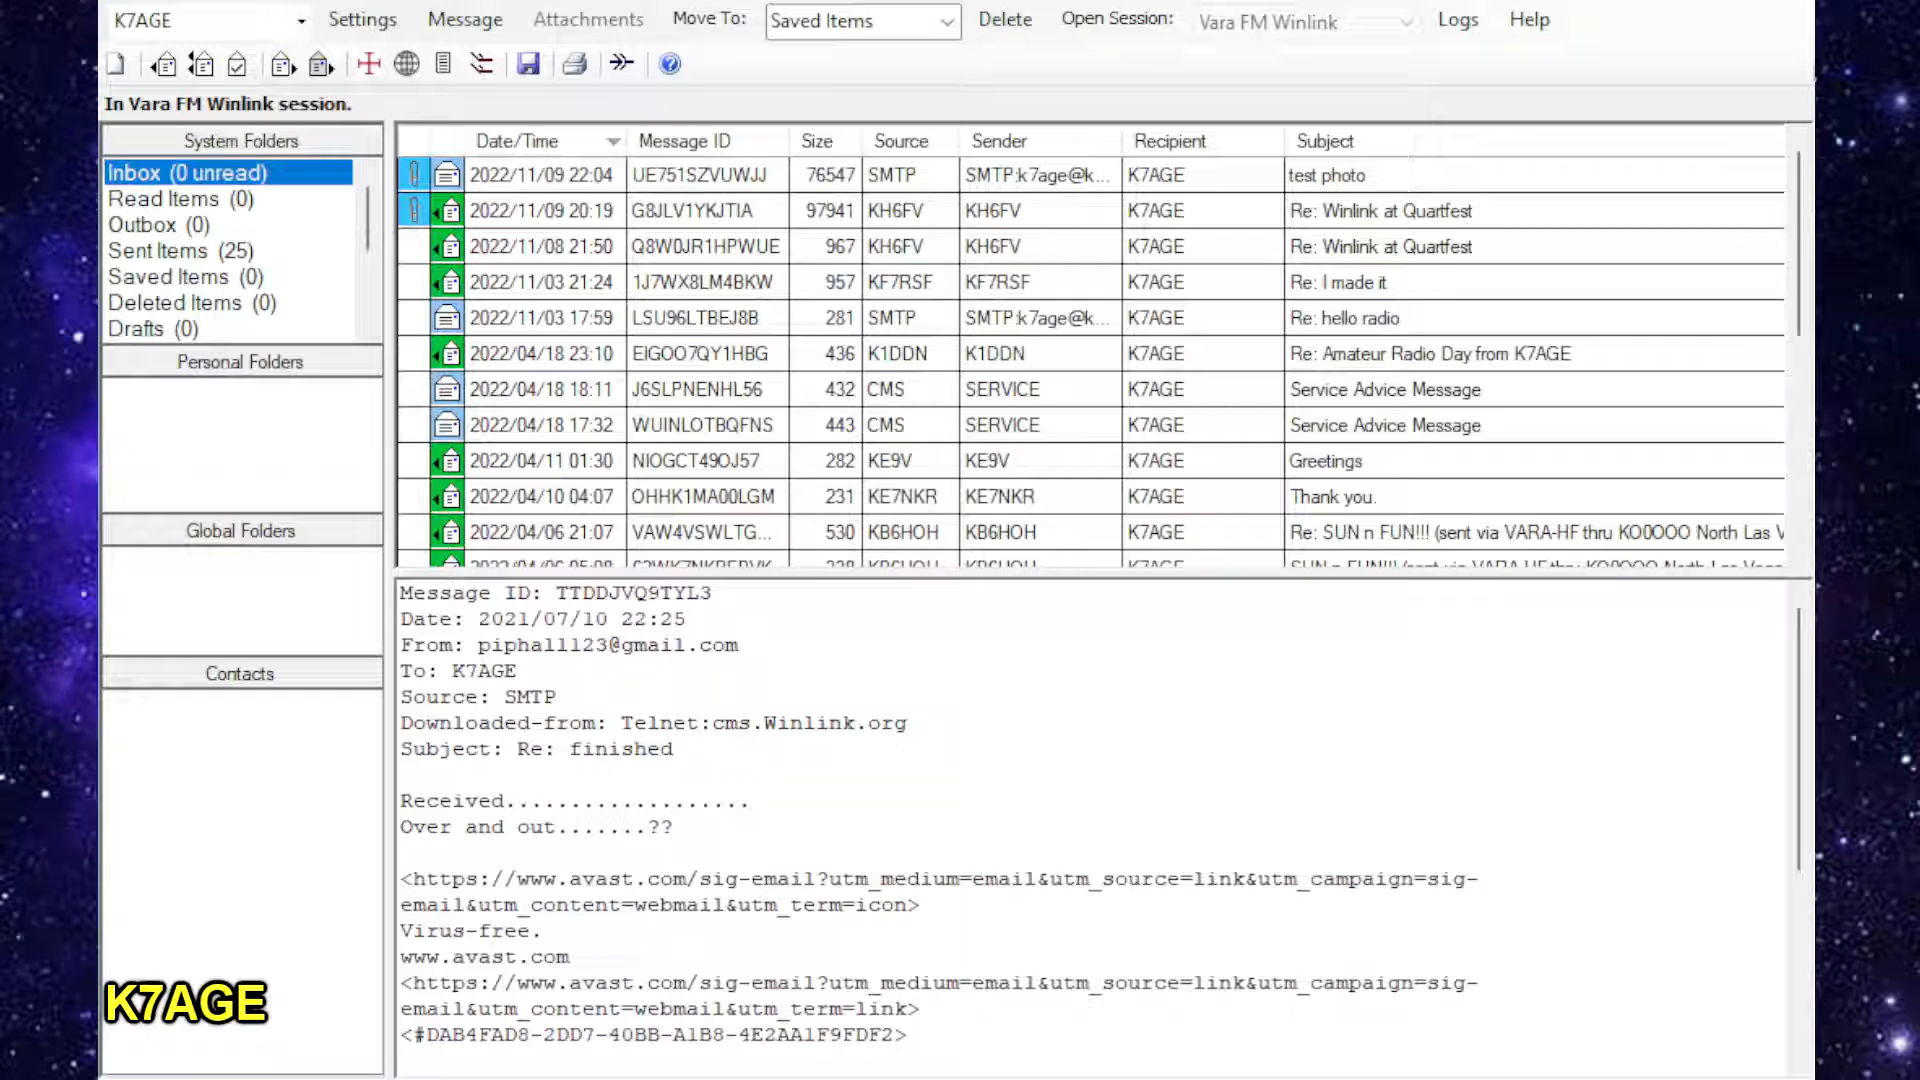 K7AGE Settings Message Attachments Move To: Saved Items Delete Open Session: Vara FM Winlink Logs Help
In Vara FM Winlink session.
System Folders
Inbox (0 unread)
Read Items (0)
Outbox (0)
Sent Items (25)
Saved Items (0)
Deleted Items (0)
Drafts (0)
Personal Folders
Global Folders
Contacts
Date/Time Message ID Size Source Sender Recipient Subject
2022/11/09 22:04 UE751SZVUWJJ 76547 SMTP SMTP:k7age@k... K7AGE test photo
2022/11/09 20:19 G8JLV1YKJTIA 97941 KH6FV KH6FV K7AGE Re: Winlink at Quartfest
2022/11/08 21:50 Q8W0JR1HPWUE 967 KH6FV KH6FV K7AGE Re: Winlink at Quartfest
2022/11/03 21:24 1J7WX8LM4BKW 957 KF7RSF KF7RSF K7AGE Re: I made it
2022/11/03 17:59 LSU96LTBEJ8B 281 SMTP SMTP:k7age@k... K7AGE Re: hello radio
2022/04/18 23:10 EIGOO7QY1HBG 436 K1DDN K1DDN K7AGE Re: Amateur Radio Day from K7AGE
2022/04/18 18:11 J6SLPNENHL56 432 CMS SERVICE K7AGE Service Advice Message
2022/04/18 17:32 WUINLOTBQFNS 443 CMS SERVICE K7AGE Service Advice Message
2022/04/11 01:30 NIOGCT49OJ57 282 KE9V KE9V K7AGE Greetings
2022/04/10 04:07 OHHK1MA00LGM 231 KE7NKR KE7NKR K7AGE Thank you.
2022/04/06 21:07 VAW4VSWLTG... 530 KB6HOH KB6HOH K7AGE Re: SUN n FUN!!! (sent via VARA-HF thru KO0OOO North Las V
Message ID: TTDDJVQ9TYL3
Date: 2021/07/10 22:25
From: piphall123@gmail.com
To: K7AGE
Source: SMTP
Downloaded-from: Telnet:cms.Winlink.org
Subject: Re: finished
Received...................
Over and out.......??
<https://www.avast.com/sig-email?utm_medium=email&utm_source=link&utm_campaign=sig-
email&utm_content=webmail&utm_term=icon>
Virus-free.
www.avast.com
<https://www.avast.com/sig-email?utm_medium=email&utm_source=link&utm_campaign=sig-
email&utm_content=webmail&utm_term=link>
<#DAB4FAD8-2DD7-40BB-A1B8-4E2AA1F9FDF2>
K7AGE